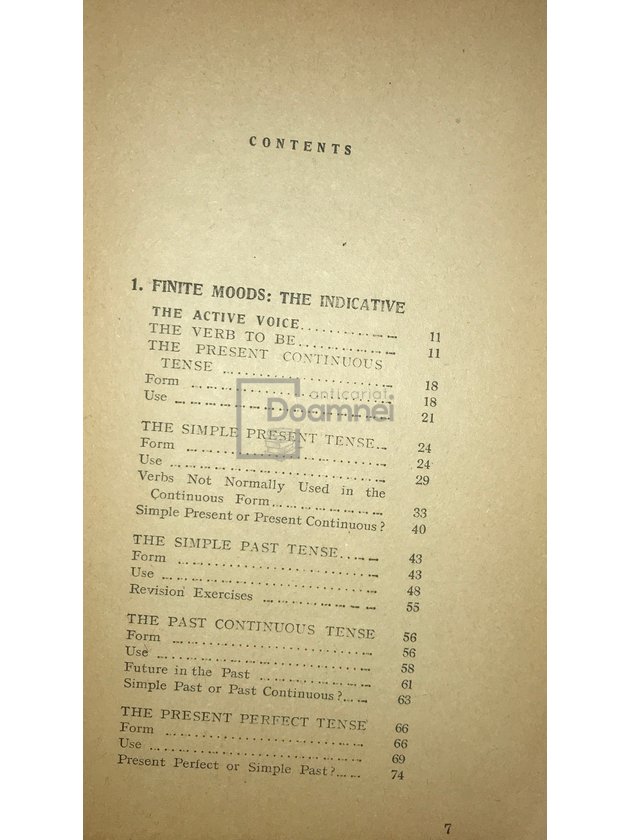 CONTENTS
1. FINITE MOODS: THE INDICATIVE
THE ACTIVE VOICE 11
THE VERB TO BE 11
THE PRESENT CONTINUOUS
TENSE 18
Form 18
Use 21
anticariat
Doamnei
THE SIMPLE PRESENT TENSE 24
Form 24
Use 29
Verbs Not Normally Used in the
Continuous Form 33
Simple Present or Present Continuous? 40
THE SIMPLE PAST TENSE 43
Form 43
Use 48
Revision Exercises 55
THE PAST CONTINUOUS TENSE 56
Form 56
Use 58
Future in the Past 61
Simple Past or Past Continuous? 63
THE PRESENT PERFECT TENSE 66
Form 66
Use 69
Present Perfect or Simple Past? 74
7